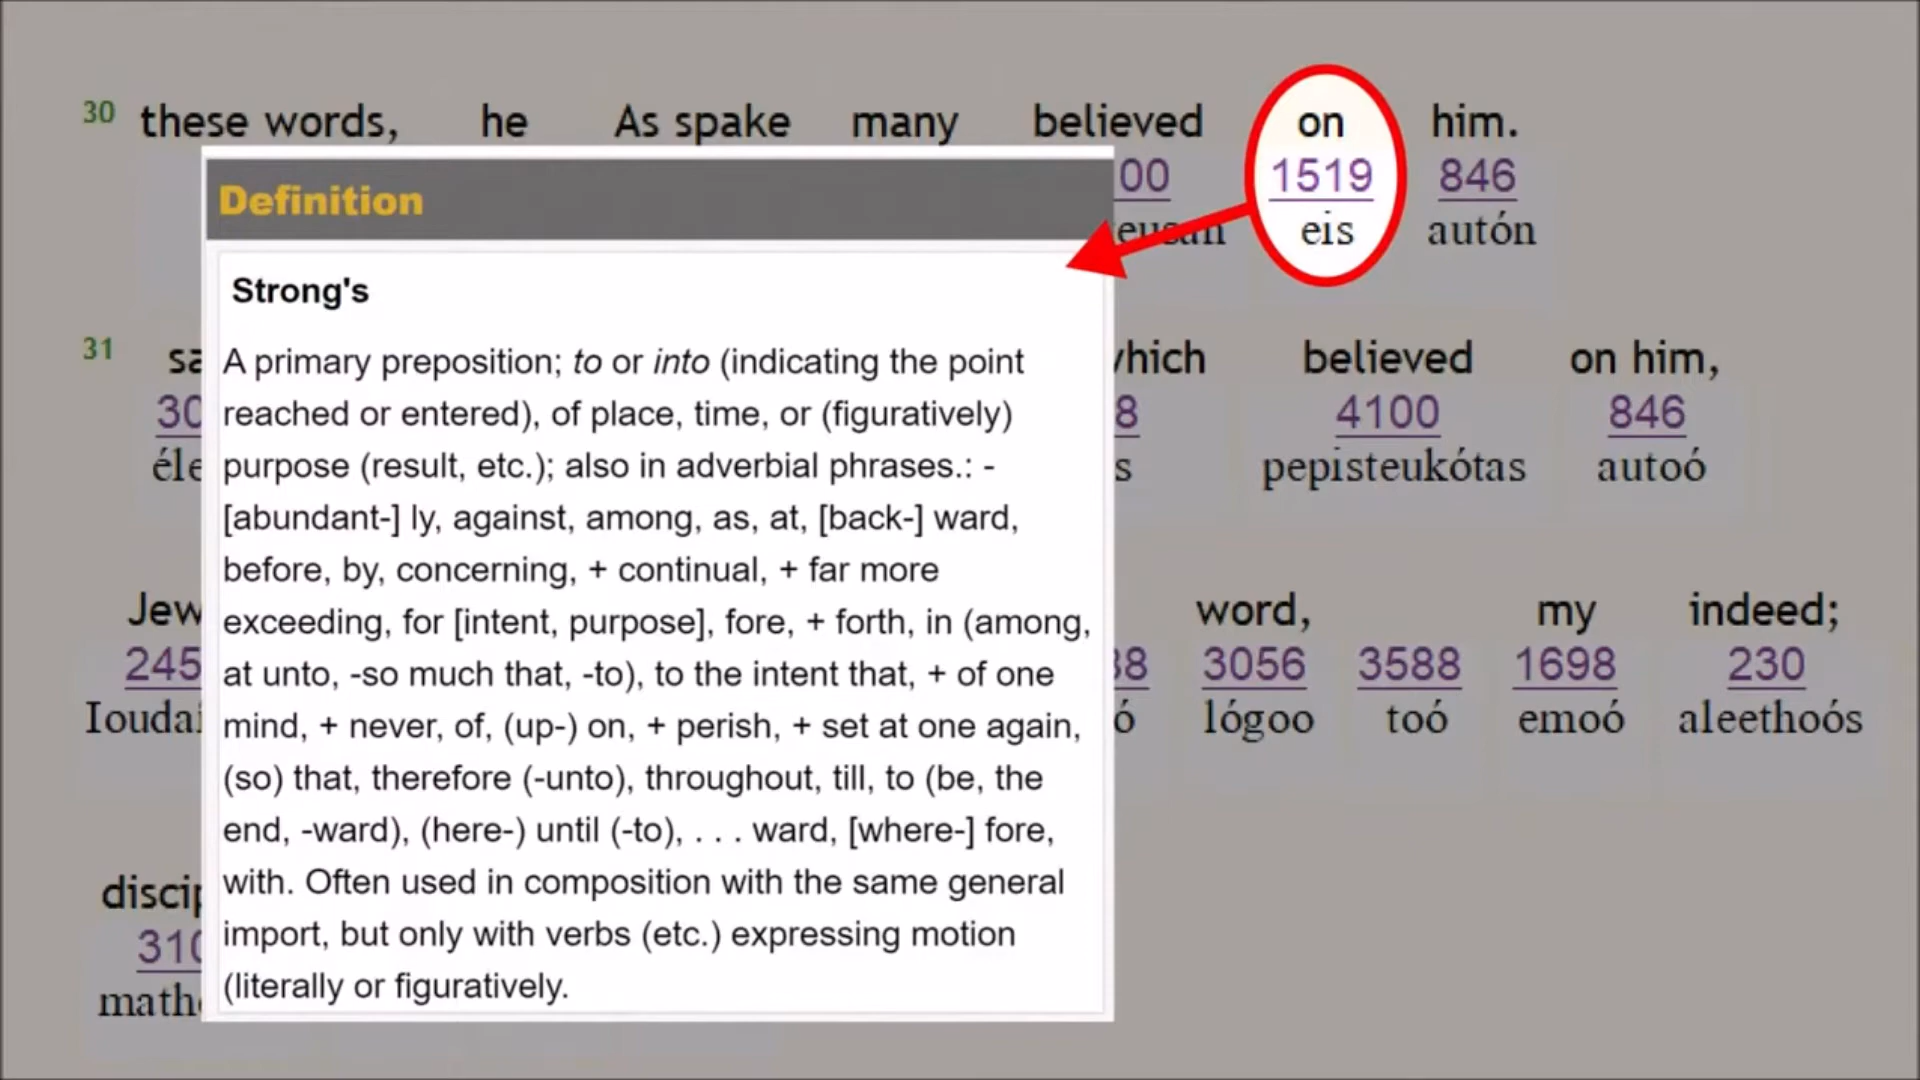 30 these words, he As spake many believed on him.
00 1519 846
eis autón
Definition
Strong's
A primary preposition; to or into (indicating the point
reached or entered), of place, time, or (figuratively)
purpose (result, etc.); also in adverbial phrases.: -
[abundant-] ly, against, among, as, at, [back-] ward,
before, by, concerning, + continual, + far more
exceeding, for [intent, purpose], fore, + forth, in (among,
at unto, -so much that, -to), to the intent that, + of one
mind, + never, of, (up-) on, + perish, + set at one again,
(so) that, therefore (-unto), throughout, till, to (be, the
end, -ward), (here-) until (-to), . . . ward, [where-] fore,
with. Often used in composition with the same general
import, but only with verbs (etc.) expressing motion
(literally or figuratively.
31 believed on him,
4100 846
pepisteukótas autoó
word, my indeed;
3056 3588 1698 230
lógoo toó emoó aleethoós